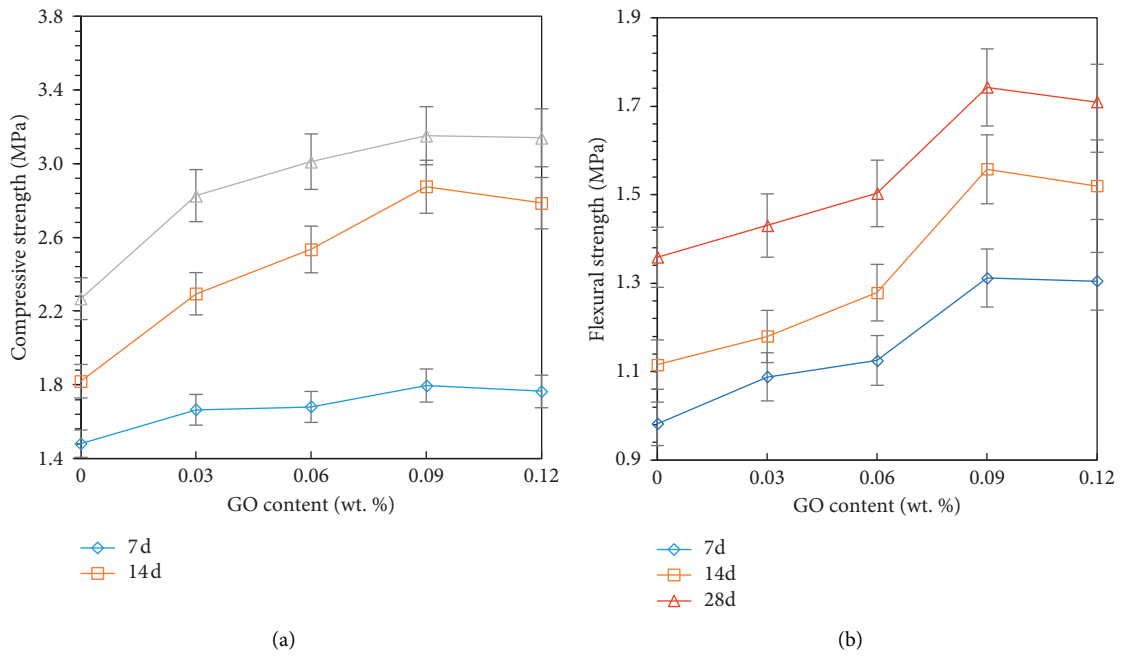 3.8
3.4
3.0
2.6
2.2
1.8
1.4
Compressive strength (MPa)
0 0.03 0.06 0.09 0.12
GO content (wt. %)
7d
14d
(a)
1.9
1.7
1.5
1.3
1.1
0.9
Flexural strength (MPa)
0 0.03 0.06 0.09 0.12
GO content (wt. %)
7d
14d
28d
(b)